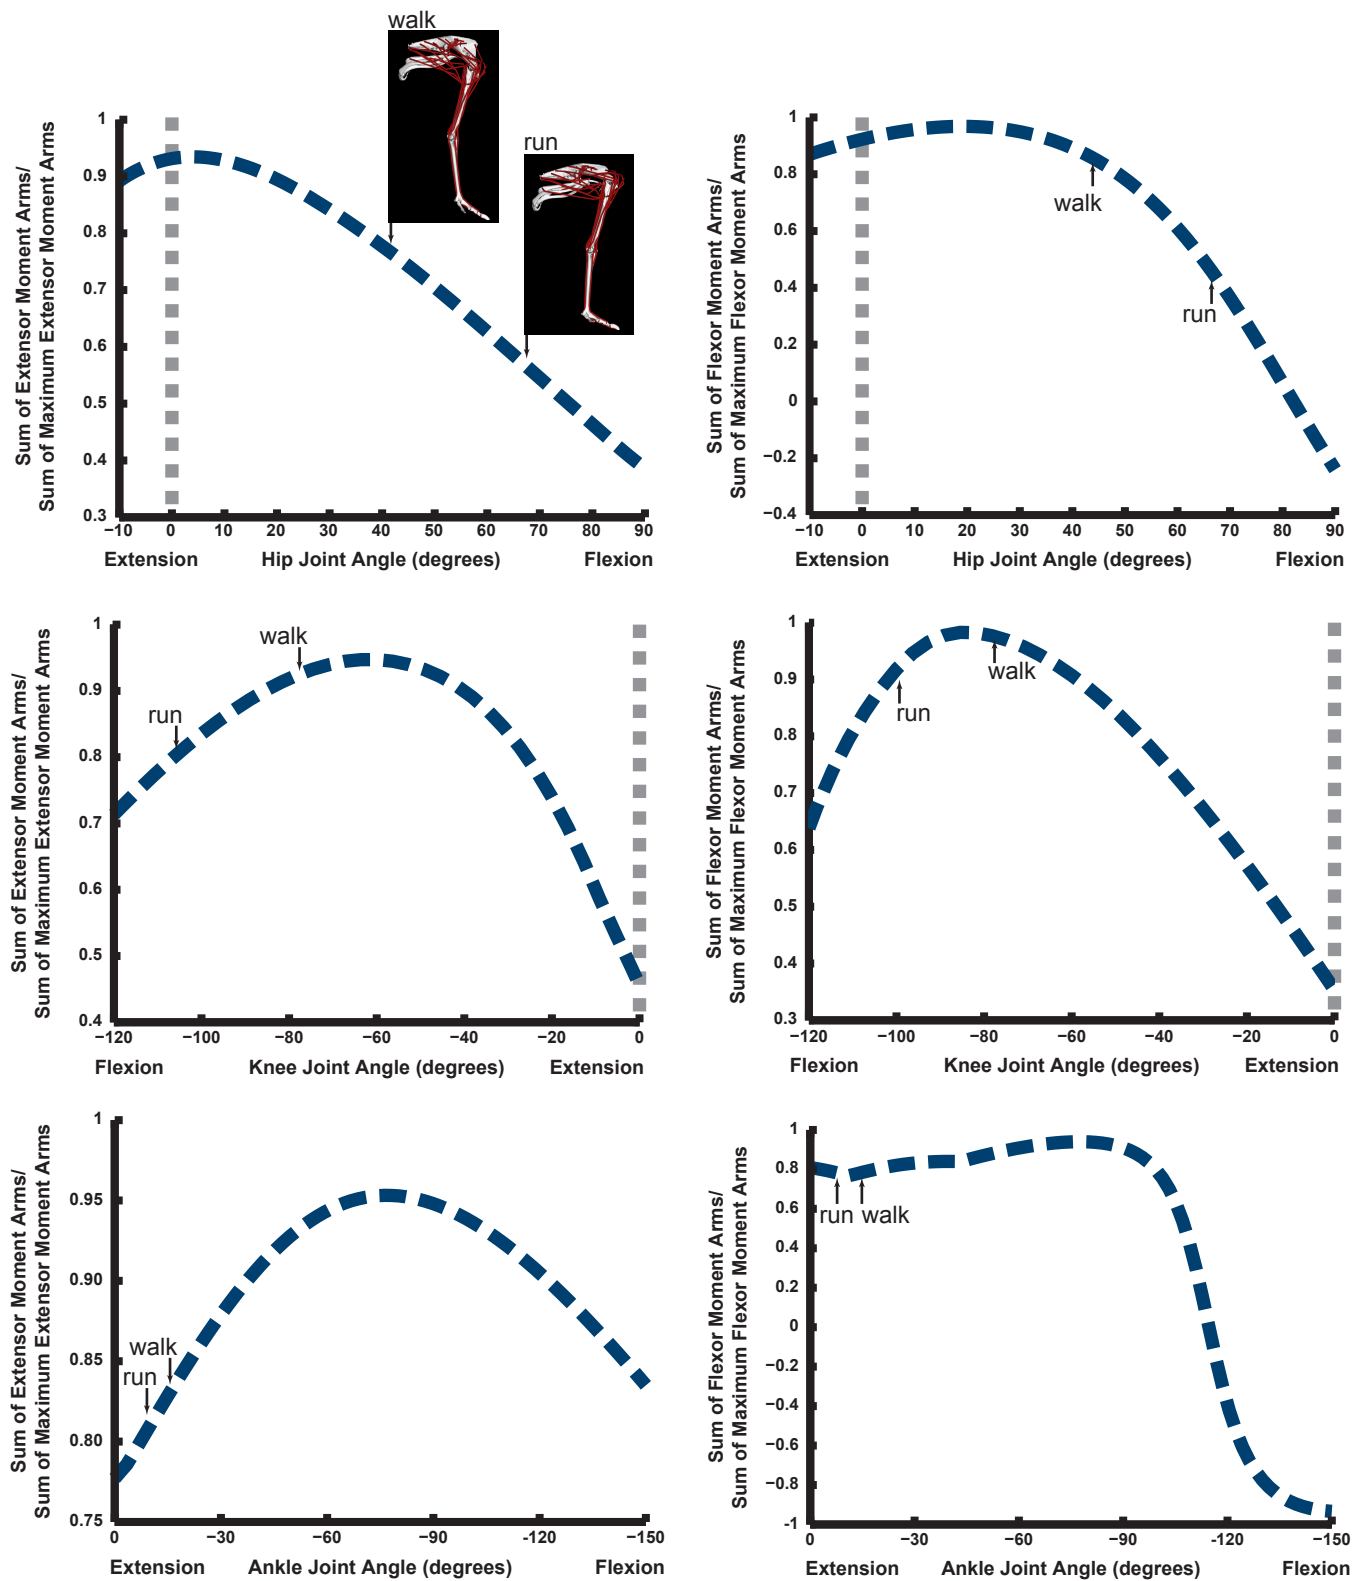 walk
run
Sum of Extensor Moment Arms/
Sum of Maximum Extensor Moment Arms
1
0.9
0.8
0.7
0.6
0.5
0.4
0.3
−10 0 10 20 30 40 50 60 70 80 90
Extension Hip Joint Angle (degrees) Flexion
Sum of Flexor Moment Arms/
Sum of Maximum Flexor Moment Arms
1
0.8
0.6
0.4
0.2
0
−0.2
−0.4
walk
run
−10 0 10 20 30 40 50 60 70 80 90
Extension Hip Joint Angle (degrees) Flexion
Sum of Extensor Moment Arms/
Sum of Maximum Extensor Moment Arms
1
0.9
0.8
0.7
0.6
0.5
0.4
walk
run
−120 −100 −80 −60 −40 −20 0
Flexion Knee Joint Angle (degrees) Extension
Sum of Flexor Moment Arms/
Sum of Maximum Flexor Moment Arms
1
0.9
0.8
0.7
0.6
0.5
0.4
0.3
walk
run
−120 −100 −80 −60 −40 −20 0
Flexion Knee Joint Angle (degrees) Extension
Sum of Extensor Moment Arms/
Sum of Maximum Extensor Moment Arms
1
0.95
0.90
0.85
0.80
0.75
walk
run
0 −30 −60 −90 -120 −150
Extension Ankle Joint Angle (degrees) Flexion
Sum of Flexor Moment Arms/
Sum of Maximum Flexor Moment Arms
1
0.8
0.6
0.4
0.2
0
−0.2
−0.4
−0.6
−0.8
-1
run walk
0 −30 −60 −90 -120 −150
Extension Ankle Joint Angle (degrees) Flexion